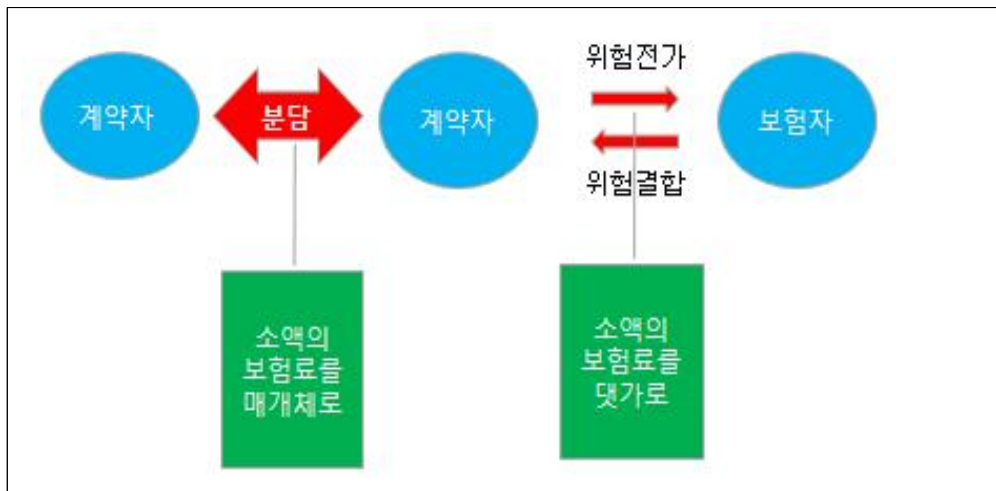 계약자
분담
계약자
위험전가
위험결합
보험자
소액의
보험료를
매개체로
소액의
보험료를
댓가로